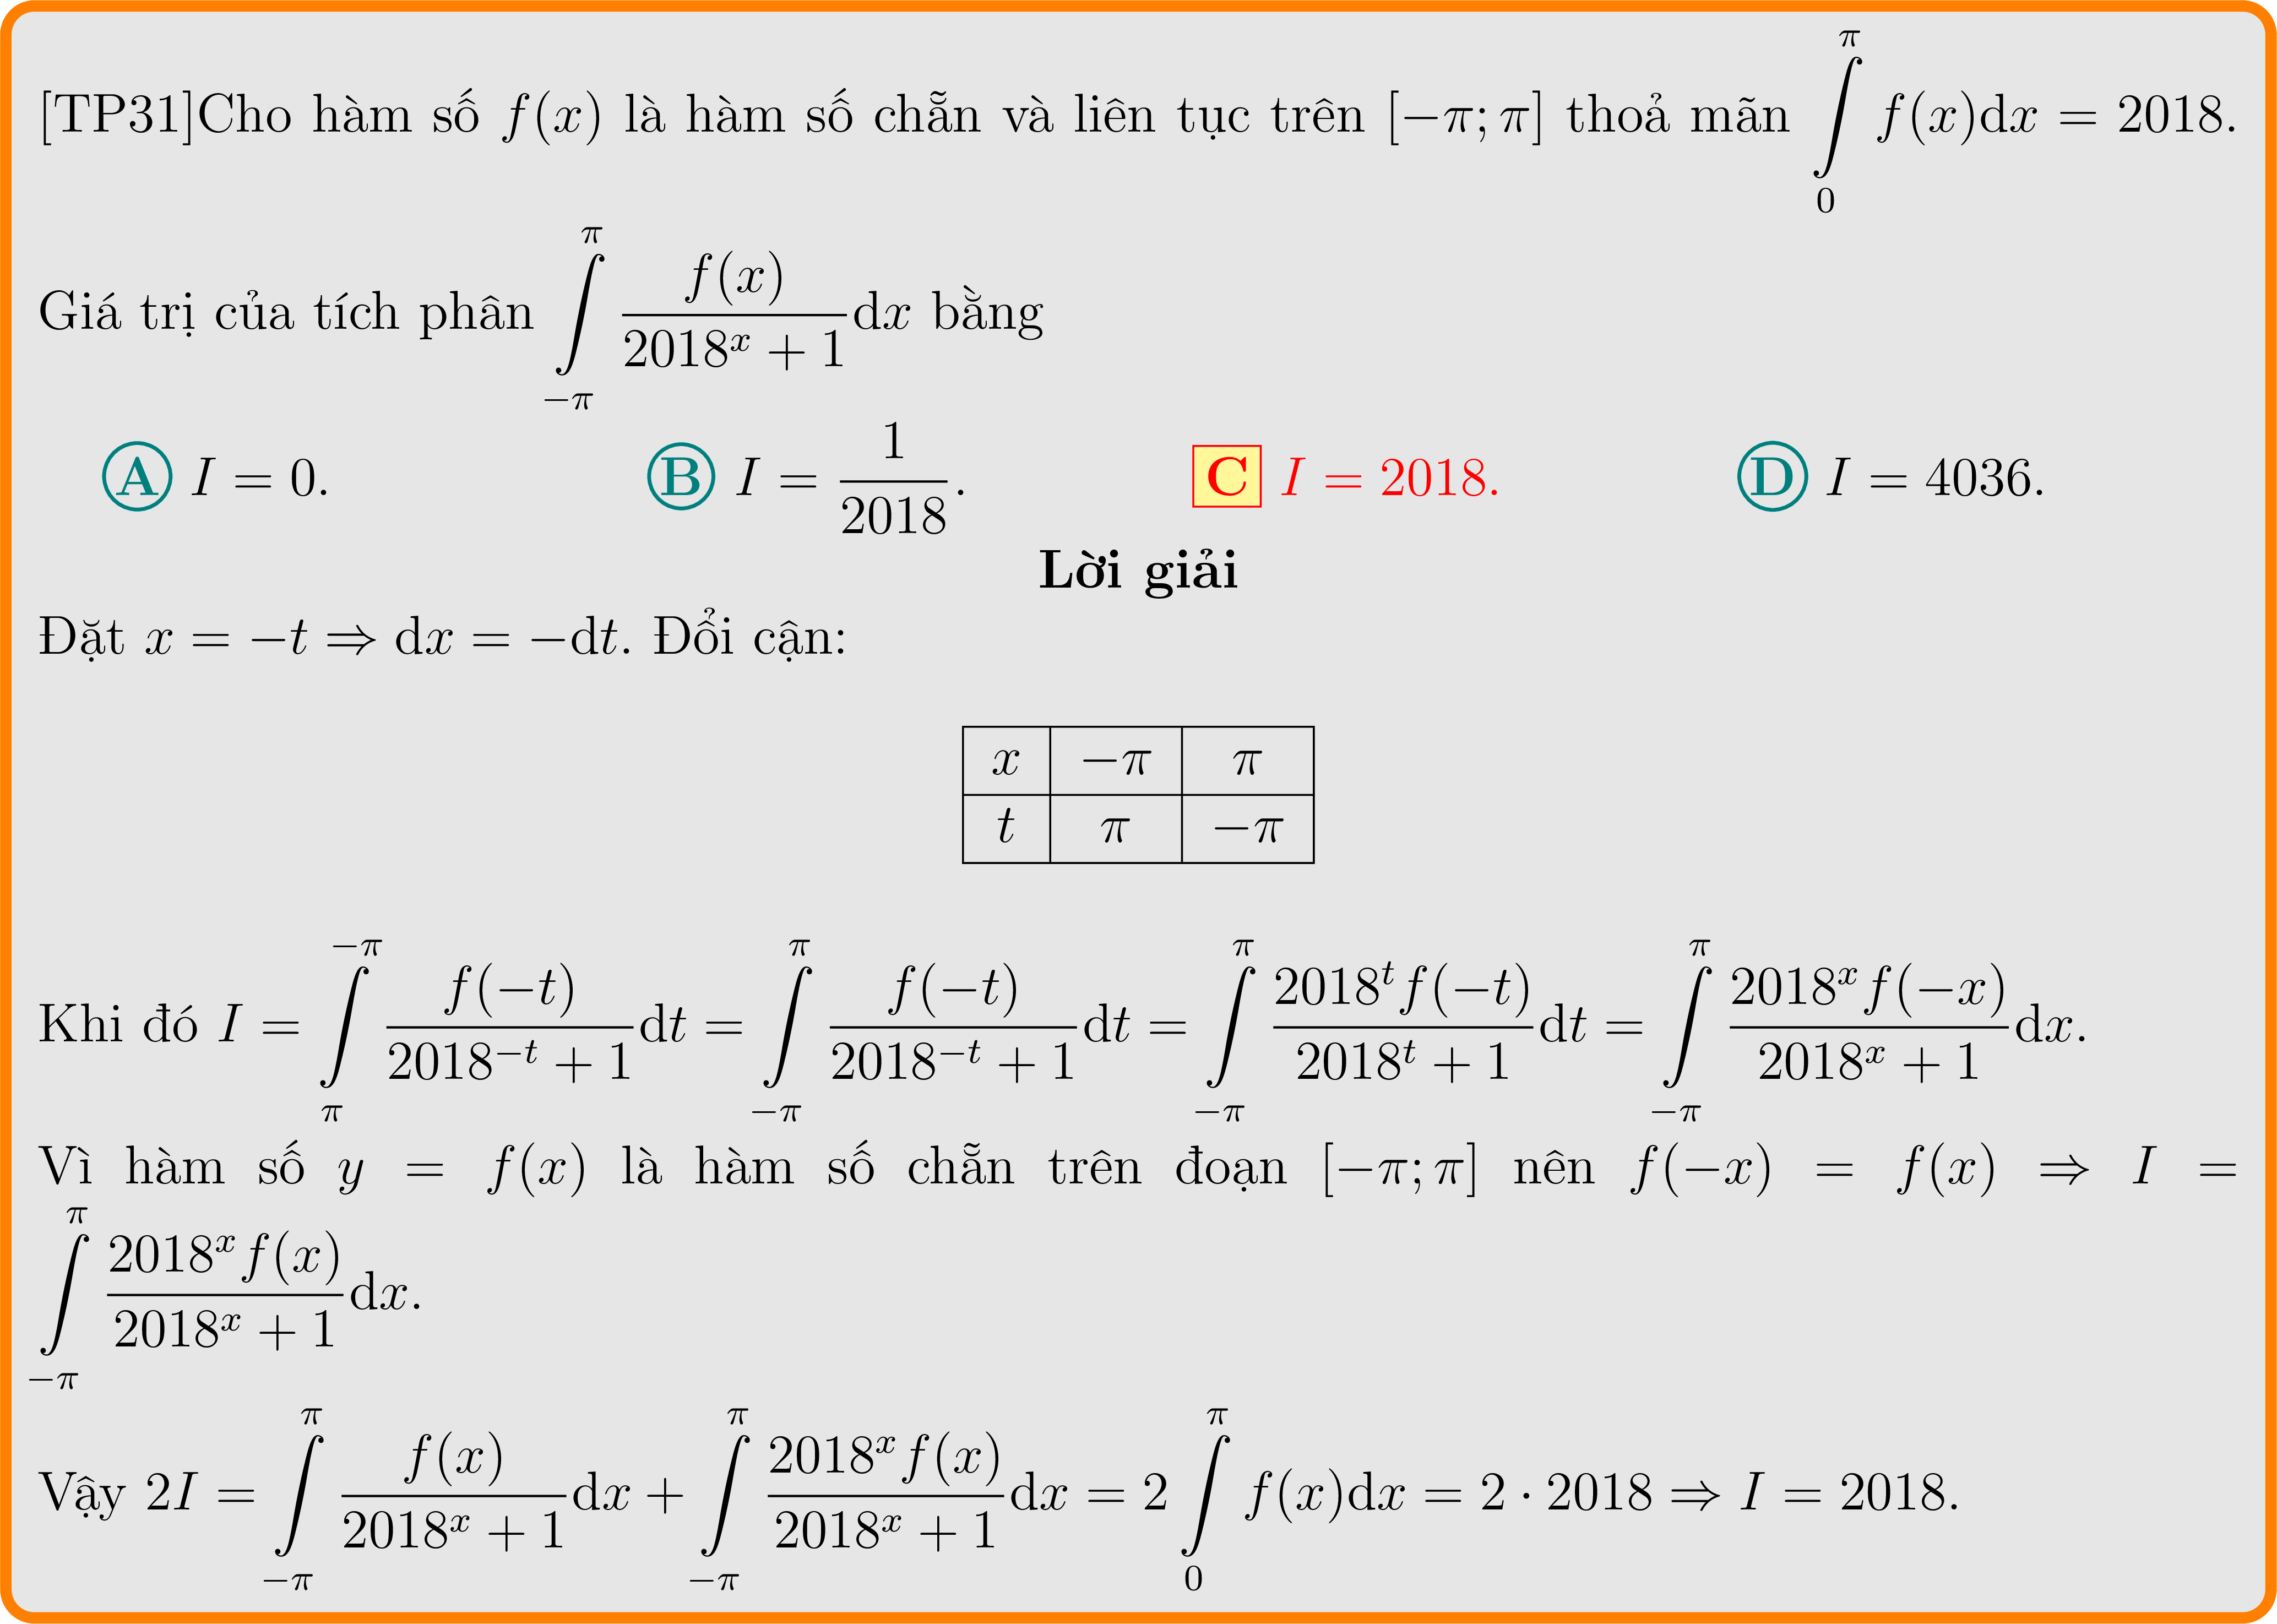 [TP31]Cho hàm số $f(x)$ là hàm số chẵn và liên tục trên $[-\pi;\pi]$ thoả mãn $\int\limits_{0}^{\pi} f(x)\mathrm{d}x = 2018.$
Giá trị của tích phân $\int\limits_{-\pi}^{\pi} \frac{f(x)}{2018^x+1}\mathrm{d}x$ bằng
A $I = 0.$ B $I = \frac{1}{2018}.$ C $I = 2018.$ D $I = 4036.$
Lời giải
Đặt $x = -t \Rightarrow \mathrm{d}x = -\mathrm{d}t.$ Đổi cận:
$x$ $-\pi$ $\pi$
$t$ $\pi$ $-\pi$
Khi đó $I = \int\limits_{\pi}^{-\pi} \frac{f(-t)}{2018^{-t}+1}\mathrm{d}t = \int\limits_{-\pi}^{\pi} \frac{f(-t)}{2018^{-t}+1}\mathrm{d}t = \int\limits_{-\pi}^{\pi} \frac{2018^t f(-t)}{2018^t+1}\mathrm{d}t = \int\limits_{-\pi}^{\pi} \frac{2018^x f(-x)}{2018^x+1}\mathrm{d}x.$
Vì hàm số $y = f(x)$ là hàm số chẵn trên đoạn $[-\pi;\pi]$ nên $f(-x) = f(x) \Rightarrow I =$
$\int\limits_{-\pi}^{\pi} \frac{2018^x f(x)}{2018^x+1}\mathrm{d}x.$
Vậy $2I = \int\limits_{-\pi}^{\pi} \frac{f(x)}{2018^x+1}\mathrm{d}x + \int\limits_{-\pi}^{\pi} \frac{2018^x f(x)}{2018^x+1}\mathrm{d}x = 2\int\limits_{0}^{\pi} f(x)\mathrm{d}x = 2 \cdot 2018 \Rightarrow I = 2018.$